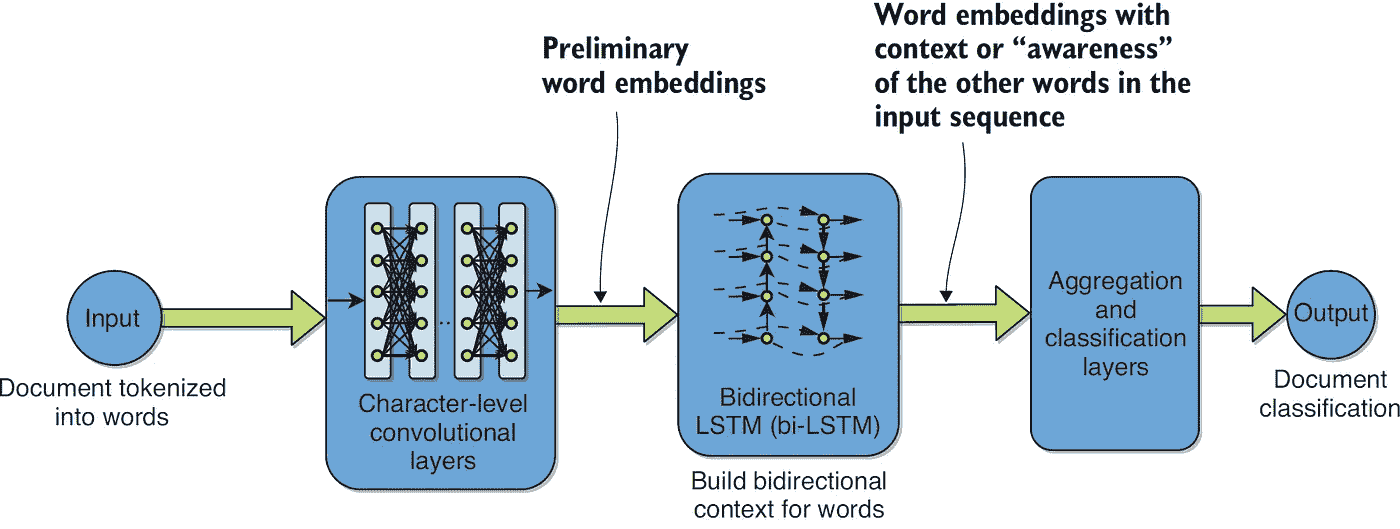 Preliminary
word embeddings
Word embeddings with
context or “awareness”
of the other words in the
input sequence
Input
Document tokenized
into words
..
Character-level
convolutional
layers
Bidirectional
LSTM (bi-LSTM)
Build bidirectional
context for words
Aggregation
and
classification
layers
Output
Document
classification